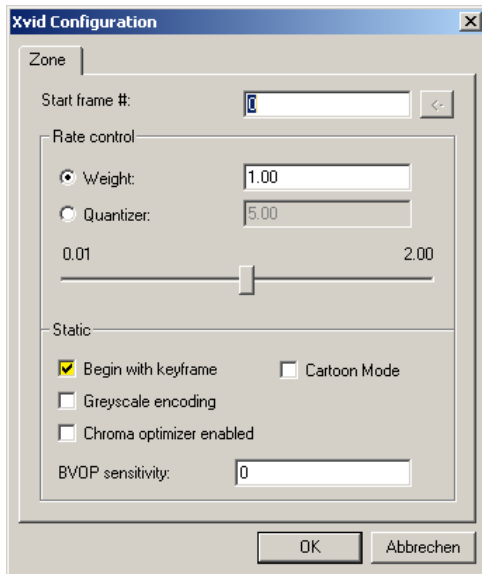 Xvid Configuration
Zone
Start frame #: 0 <-
Rate control
Weight: 1.00
Quantizer: 5.00
0.01 2.00
Static
Begin with keyframe Cartoon Mode
Greyscale encoding
Chroma optimizer enabled
BVOP sensitivity: 0
OK Abbrechen